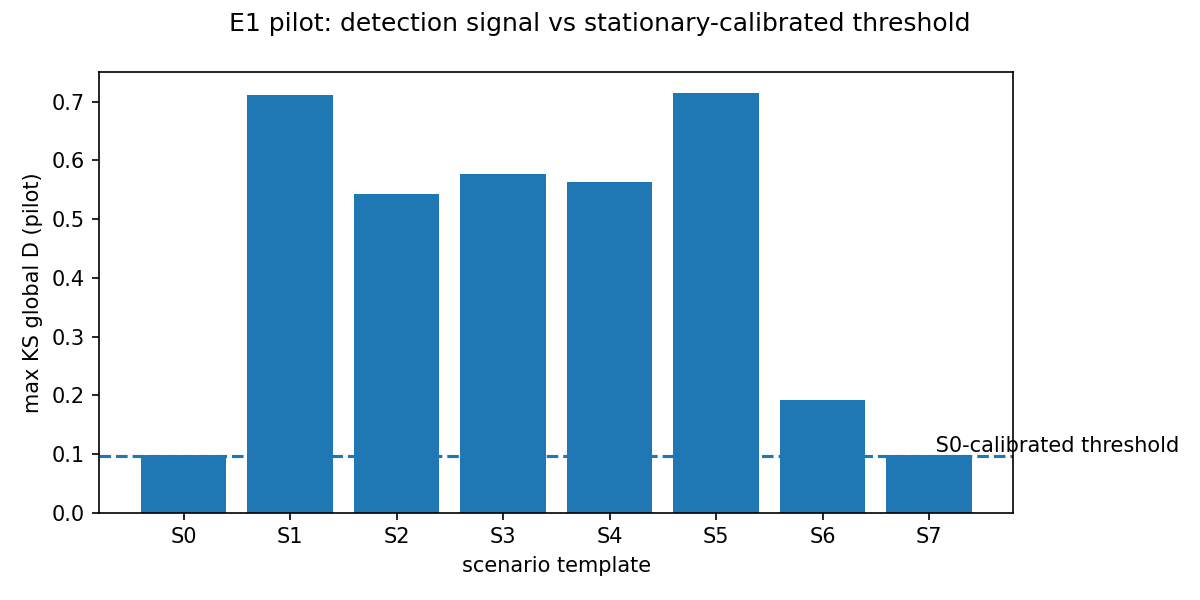 E1 pilot: detection signal vs stationary-calibrated threshold
max KS global D (pilot)
0.7
0.6
0.5
0.4
0.3
0.2
0.1
0.0
S0-calibrated threshold
S0 S1 S2 S3 S4 S5 S6 S7
scenario template